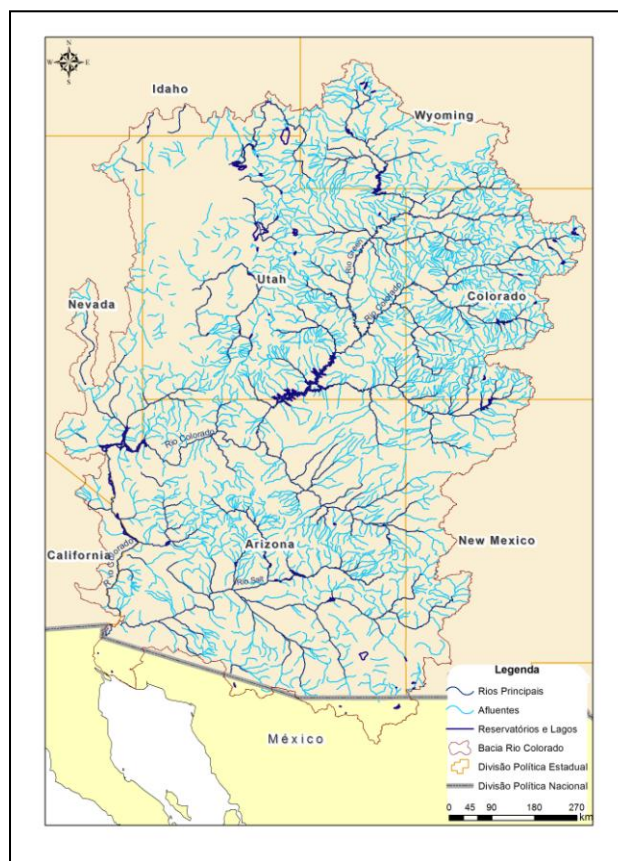 N
W E
S
Idaho
Wyoming
Rio Green
Utah
Nevada
Colorado
Rio Colorado
Rio Colorado
New Mexico
Arizona
California
Rio Colorado
Rio Salt
Legenda
Rios Principais
Afluentes
Reservatórios e Lagos
Bacia Rio Colorado
Divisão Política Estadual
Divisão Política Nacional
México
0 45 90 180 270
km